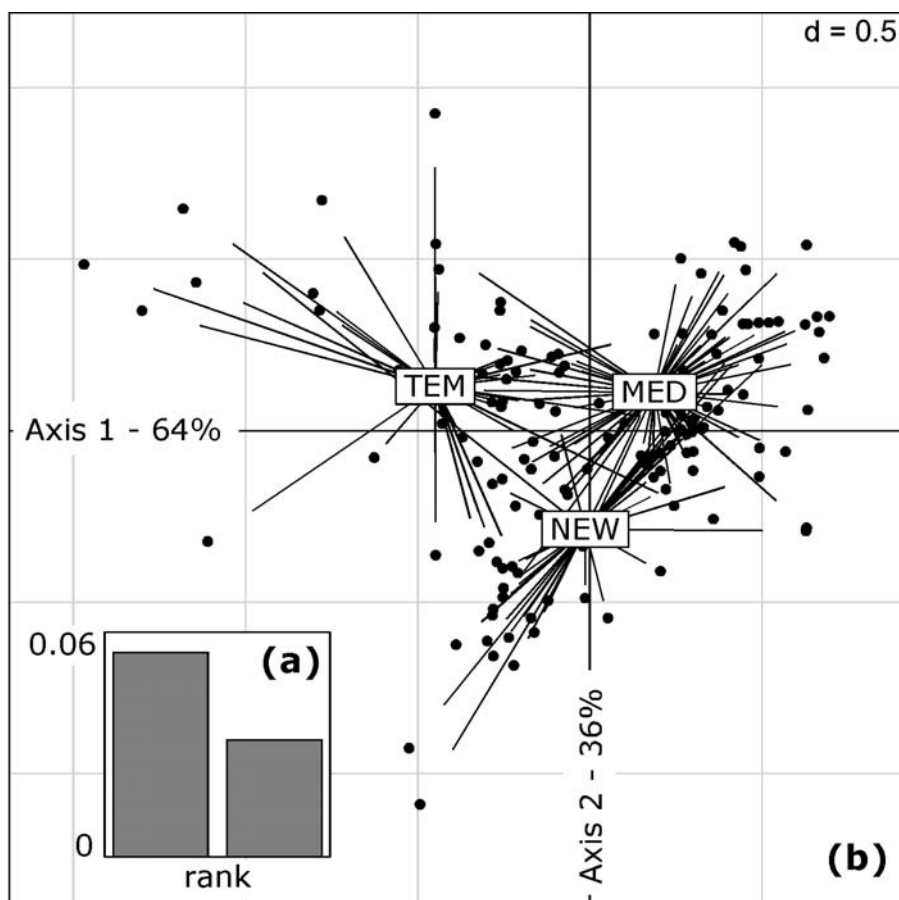 d = 0.5
TEM
MED
Axis 1 - 64%
NEW
0.06
(a)
0
rank
Axis 2 - 36%
(b)